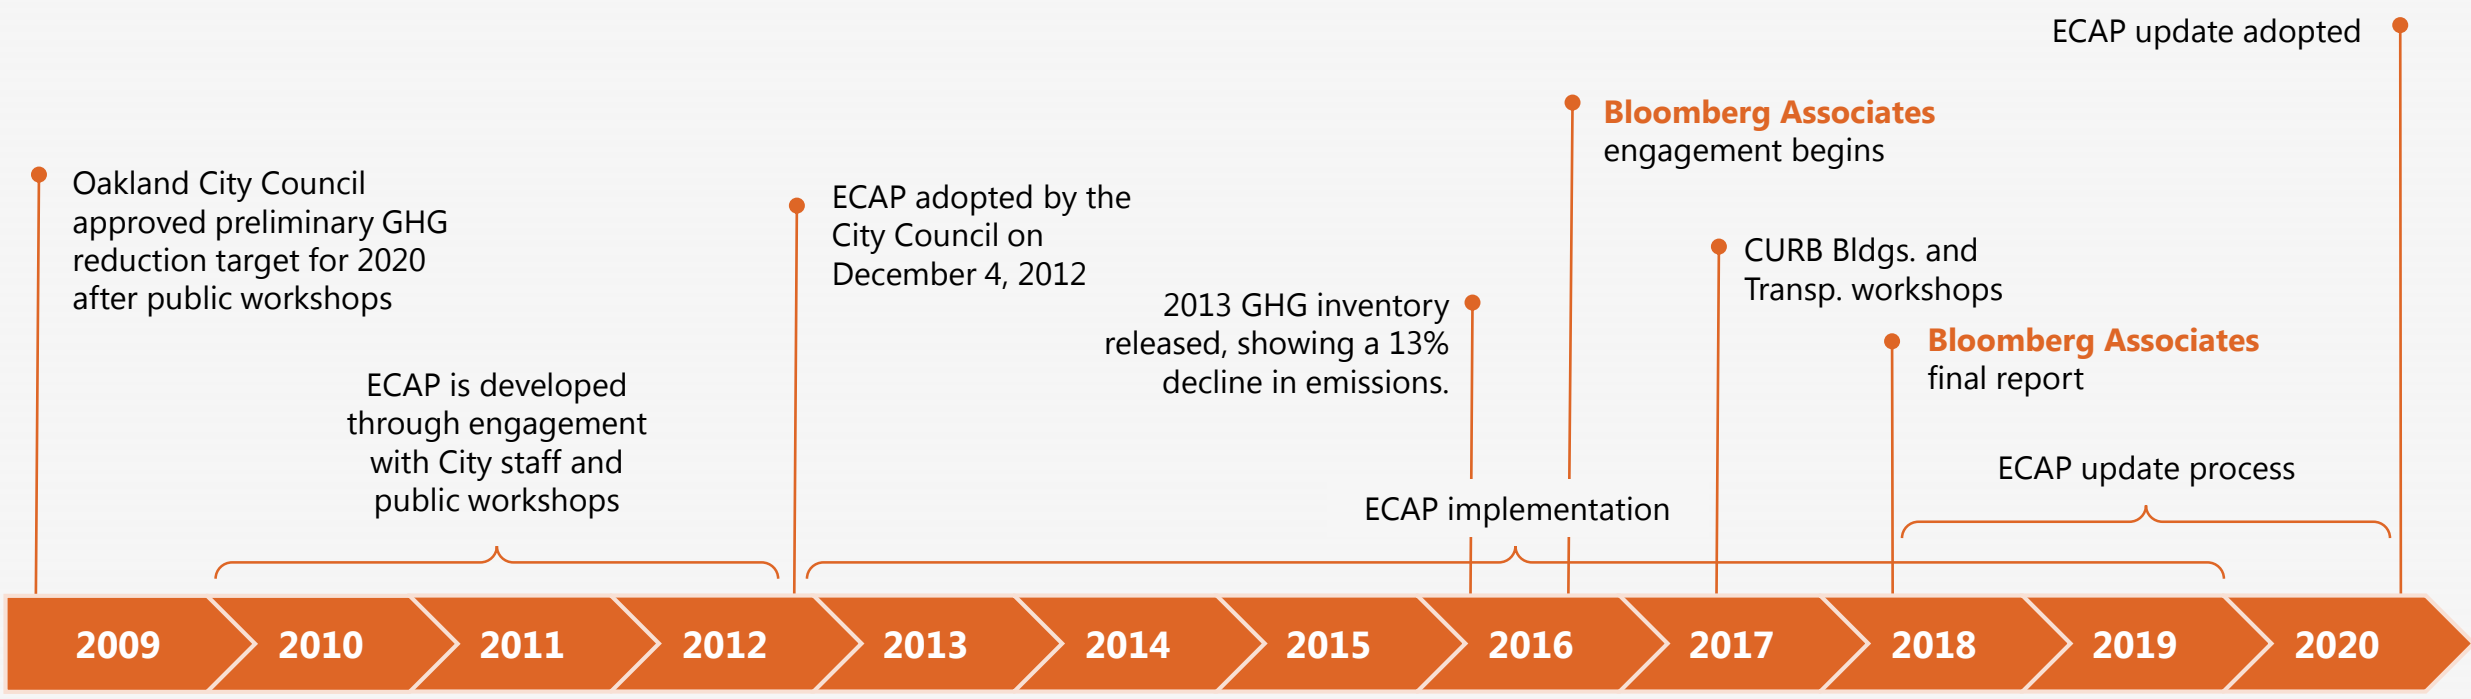 Oakland City Council
approved preliminary GHG
reduction target for 2020
after public workshops
ECAP is developed
through engagement
with City staff and
public workshops
ECAP adopted by the
City Council on
December 4, 2012
2013 GHG inventory
released, showing a 13%
decline in emissions.
ECAP implementation
Bloomberg Associates
engagement begins
CURB Bldgs. and
Transp. workshops
Bloomberg Associates
final report
ECAP update process
ECAP update adopted
2009 2010 2011 2012 2013 2014 2015 2016 2017 2018 2019 2020